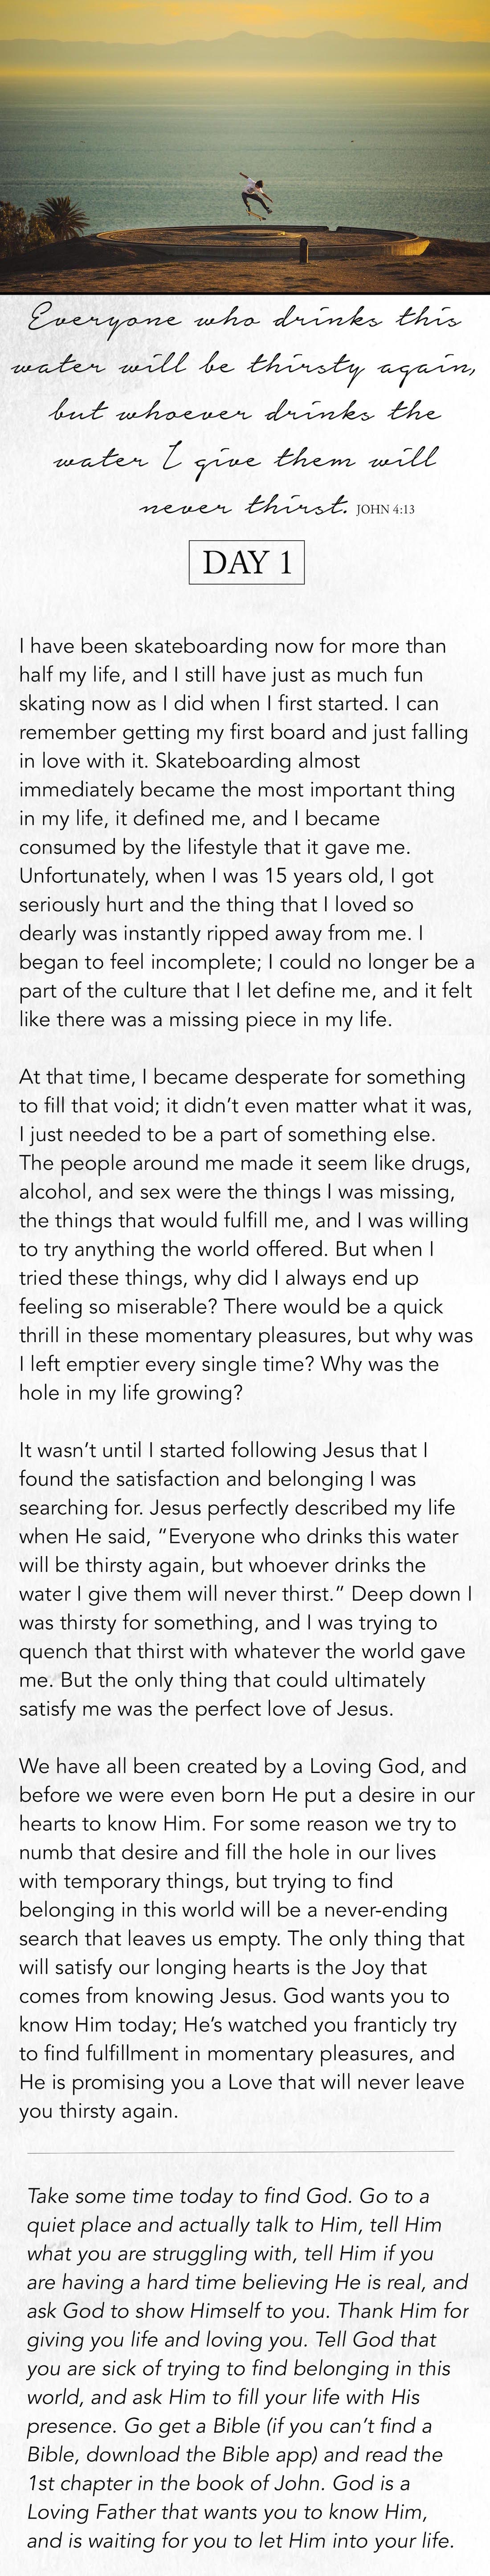 Everyone who drinks this
water will be thirsty again,
but whoever drinks the
water I give them will
never thirst. JOHN 4:13
DAY 1
I have been skateboarding now for more than
half my life, and I still have just as much fun
skating now as I did when I first started. I can
remember getting my first board and just falling
in love with it. Skateboarding almost
immediately became the most important thing
in my life, it defined me, and I became
consumed by the lifestyle that it gave me.
Unfortunately, when I was 15 years old, I got
seriously hurt and the thing that I loved so
dearly was instantly ripped away from me. I
began to feel incomplete; I could no longer be a
part of the culture that I let define me, and it felt
like there was a missing piece in my life.
At that time, I became desperate for something
to fill that void; it didn’t even matter what it was,
I just needed to be a part of something else.
The people around me made it seem like drugs,
alcohol, and sex were the things I was missing,
the things that would fulfill me, and I was willing
to try anything the world offered. But when I
tried these things, why did I always end up
feeling so miserable? There would be a quick
thrill in these momentary pleasures, but why was
I left emptier every single time? Why was the
hole in my life growing?
It wasn’t until I started following Jesus that I
found the satisfaction and belonging I was
searching for. Jesus perfectly described my life
when He said, “Everyone who drinks this water
will be thirsty again, but whoever drinks the
water I give them will never thirst.” Deep down I
was thirsty for something, and I was trying to
quench that thirst with whatever the world gave
me. But the only thing that could ultimately
satisfy me was the perfect love of Jesus.
We have all been created by a Loving God, and
before we were even born He put a desire in our
hearts to know Him. For some reason we try to
numb that desire and fill the hole in our lives
with temporary things, but trying to find
belonging in this world will be a never-ending
search that leaves us empty. The only thing that
will satisfy our longing hearts is the Joy that
comes from knowing Jesus. God wants you to
know Him today; He’s watched you franticly try
to find fulfillment in momentary pleasures, and
He is promising you a Love that will never leave
you thirsty again.
Take some time today to find God. Go to a
quiet place and actually talk to Him, tell Him
what you are struggling with, tell Him if you
are having a hard time believing He is real, and
ask God to show Himself to you. Thank Him for
giving you life and loving you. Tell God that
you are sick of trying to find belonging in this
world, and ask Him to fill your life with His
presence. Go get a Bible (if you can’t find a
Bible, download the Bible app) and read the
1st chapter in the book of John. God is a
Loving Father that wants you to know Him,
and is waiting for you to let Him into your life.